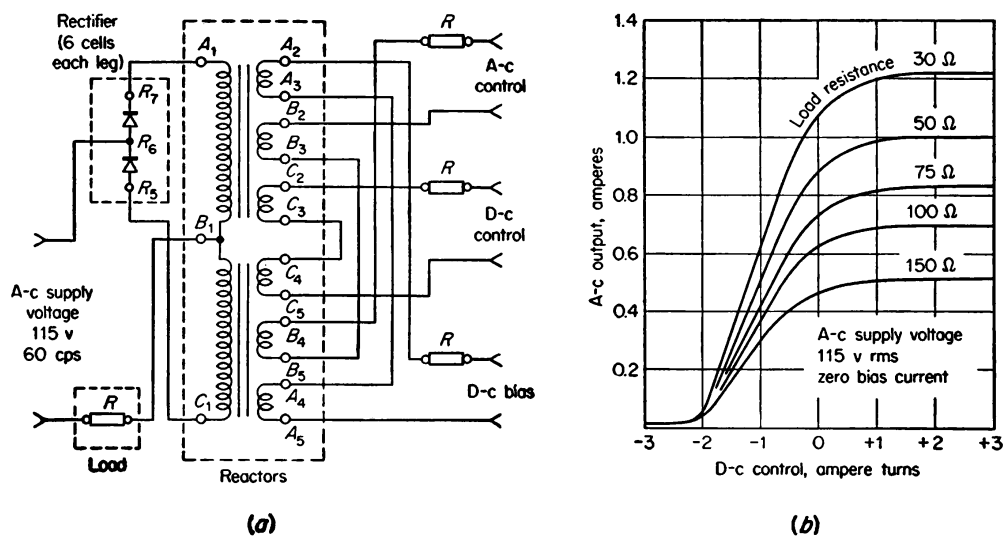 Rectifier
(6 cells
each leg)
A1
A2
R
R7
A3
A-c
control
B2
R6
B3
R
R5
C2
C3
D-c
control
B1
C4
A-c supply
voltage
115 v
60 cps
C5
B4
R
B5
D-c bias
R
C1
A4
A5
Load
Reactors
(a)
1.4
1.2
1.0
0.8
0.6
0.4
0.2
A-c output, amperes
Load resistance
30 Ω
50 Ω
75 Ω
100 Ω
150 Ω
A-c supply voltage
115 v rms
zero bias current
-3
-2
-1
0
+1
+2
+3
D-c control, ampere turns
(b)